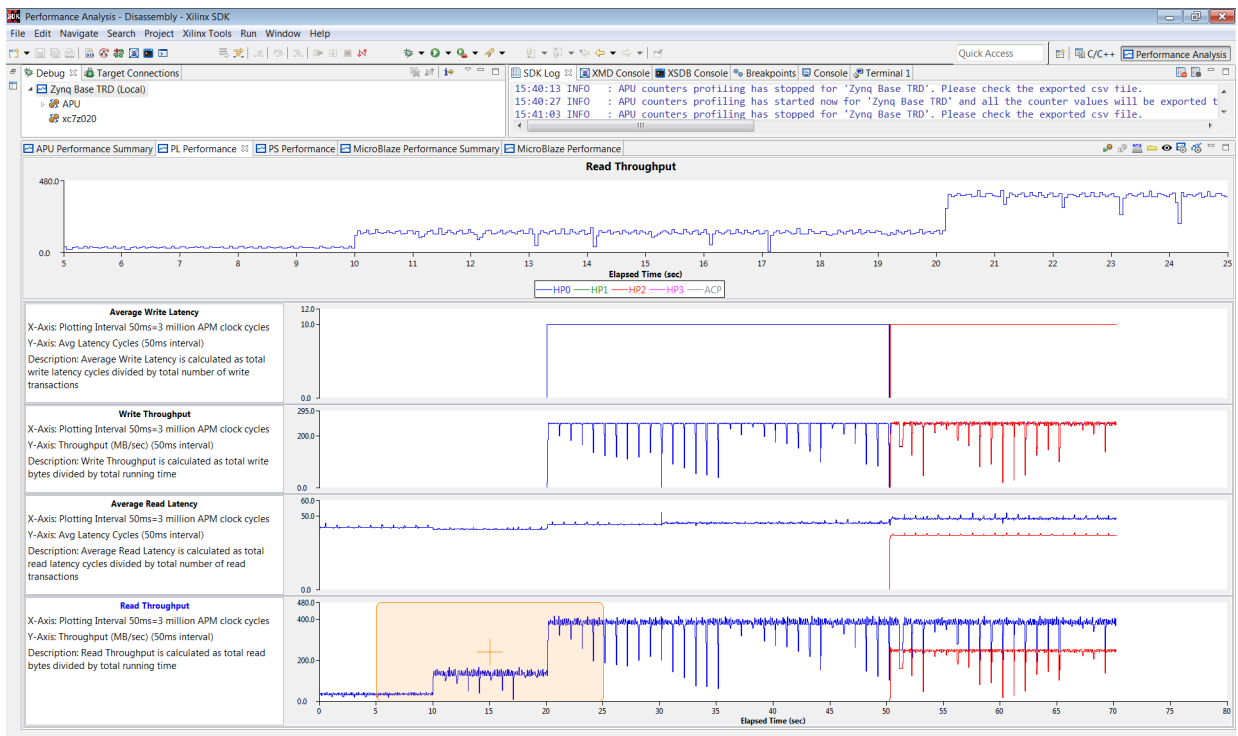 Performance Analysis - Disassembly - Xilinx SDK
File Edit Navigate Search Project Xilinx Tools Run Window Help
Quick Access
C/C++
Performance Analysis
Debug
Target Connections
Zynq Base TRD (Local)
APU
xc7z020
SDK Log
XMD Console
XSDB Console
Breakpoints
Console
Terminal 1
15:40:13 INFO : APU counters profiling has stopped for 'Zynq Base TRD'. Please check the exported csv file.
15:40:27 INFO : APU counters profiling has started now for 'Zynq Base TRD' and all the counter values will be exported t
15:41:03 INFO : APU counters profiling has stopped for 'Zynq Base TRD'. Please check the exported csv file.
APU Performance Summary
PL Performance
PS Performance
MicroBlaze Performance Summary
MicroBlaze Performance
Read Throughput
480.0
0.0
5 6 7 8 9 10 11 12 13 14 15 16 17 18 19 20 21 22 23 24 25
Elapsed Time (sec)
HP0 HP1 HP2 HP3 ACP
Average Write Latency
X-Axis: Plotting Interval 50ms=3 million APM clock cycles
Y-Axis: Avg Latency Cycles (50ms interval)
Description: Average Write Latency is calculated as total
write latency cycles divided by total number of write
transactions
12.0
10.0
0.0
Write Throughput
X-Axis: Plotting Interval 50ms=3 million APM clock cycles
Y-Axis: Throughput (MB/sec) (50ms interval)
Description: Write Throughput is calculated as total write
bytes divided by total running time
295.0
200.0
0.0
Average Read Latency
X-Axis: Plotting Interval 50ms=3 million APM clock cycles
Y-Axis: Avg Latency Cycles (50ms interval)
Description: Average Read Latency is calculated as total
read latency cycles divided by total number of read
transactions
60.0
50.0
0.0
Read Throughput
X-Axis: Plotting Interval 50ms=3 million APM clock cycles
Y-Axis: Throughput (MB/sec) (50ms interval)
Description: Read Throughput is calculated as total read
bytes divided by total running time
480.0
400.0
200.0
0.0
0 5 10 15 20 25 30 35 40 45 50 55 60 65 70 75 80
Elapsed Time (sec)